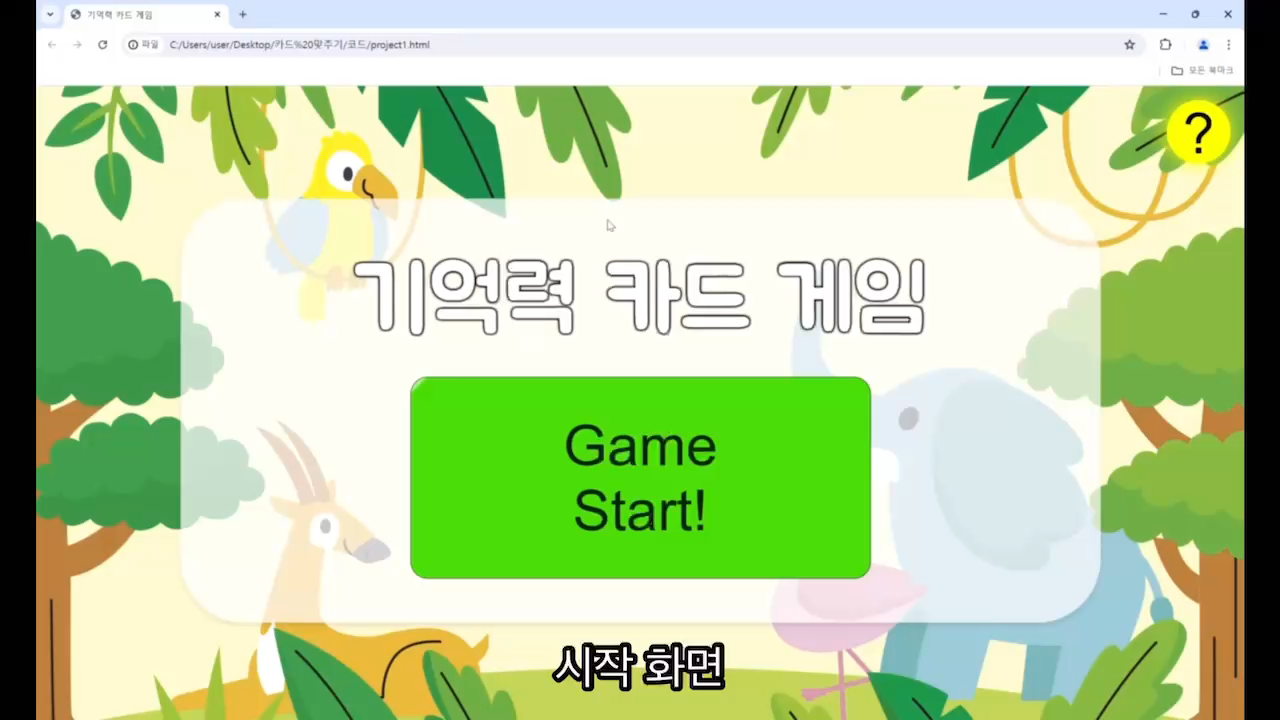 기억력 카드 게임
파일
C:/Users/user/Desktop/카드%20맞추기/코드/project1.html
모든 북마크
?
기억력 카드 게임
Game
Start!
시작 화면